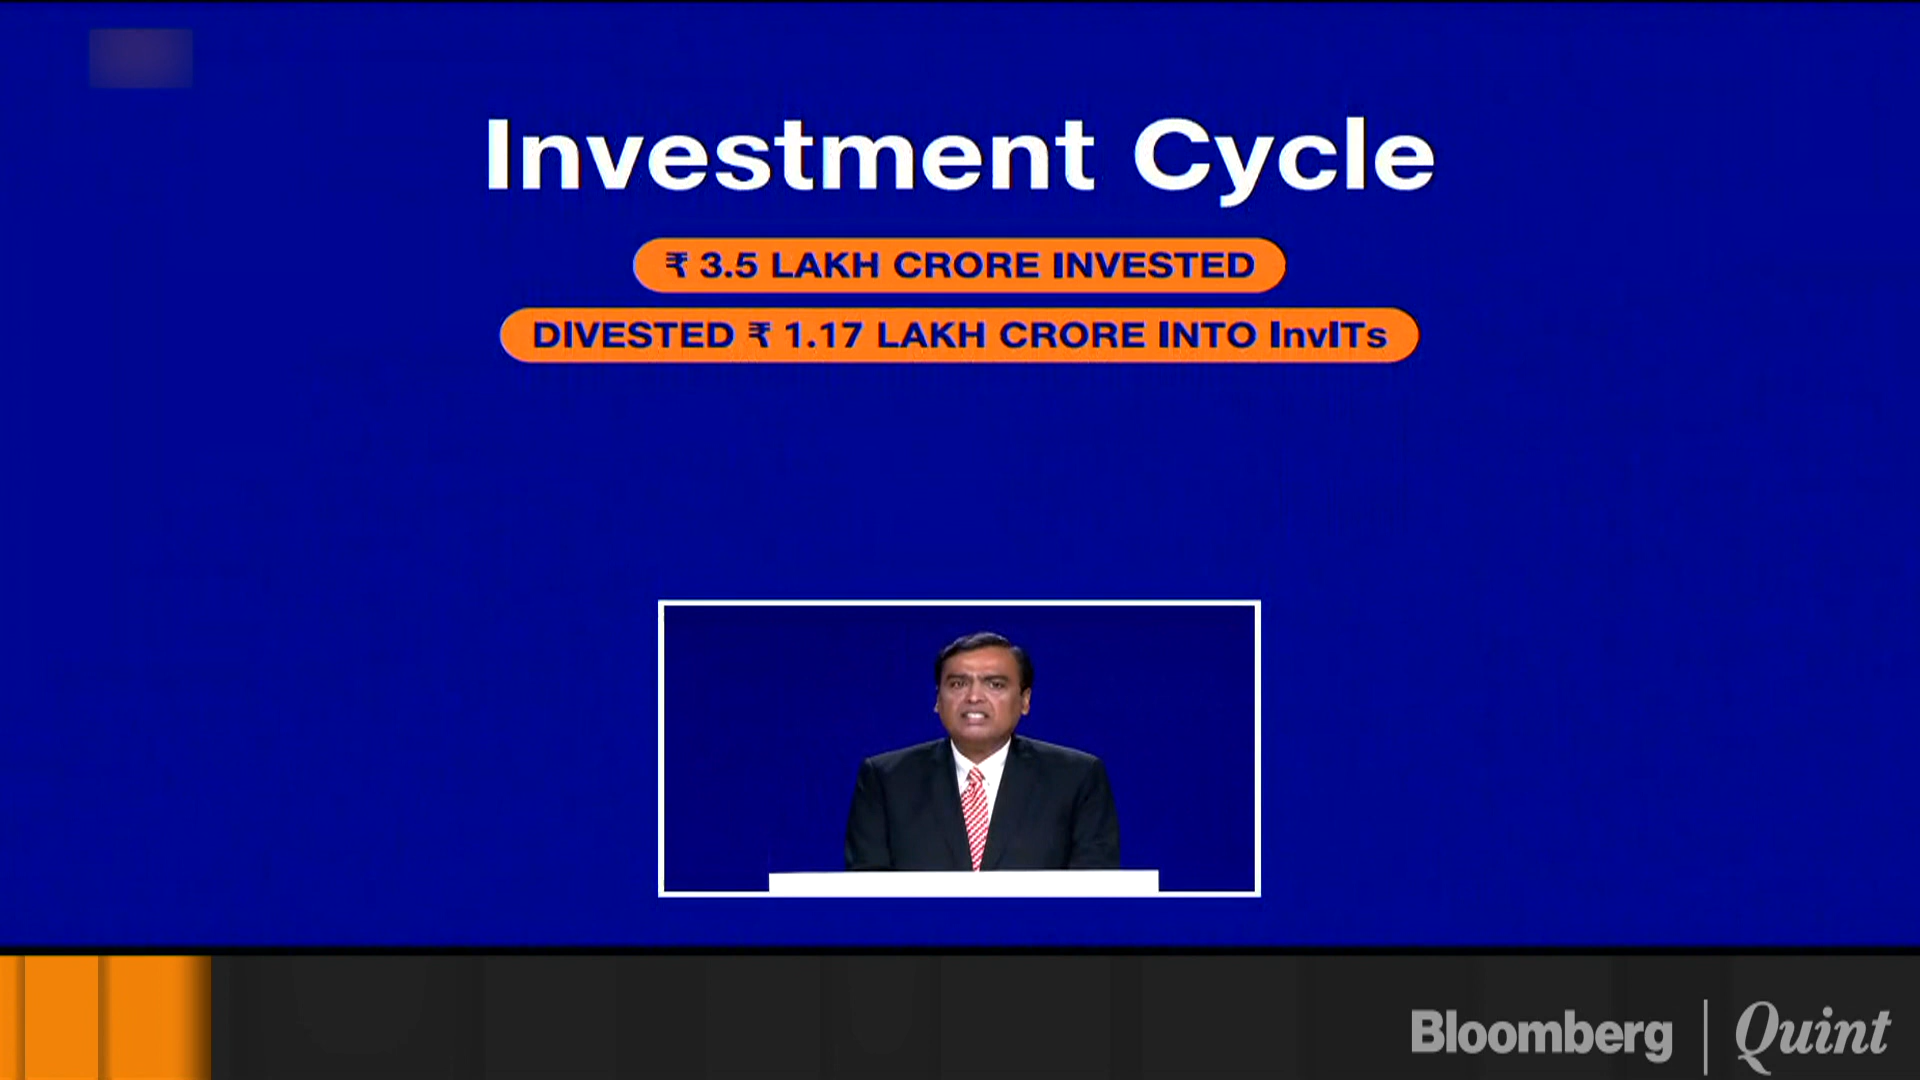 Investment Cycle
₹ 3.5 LAKH CRORE INVESTED
DIVESTED ₹ 1.17 LAKH CRORE INTO InvITs
Bloomberg | Quint